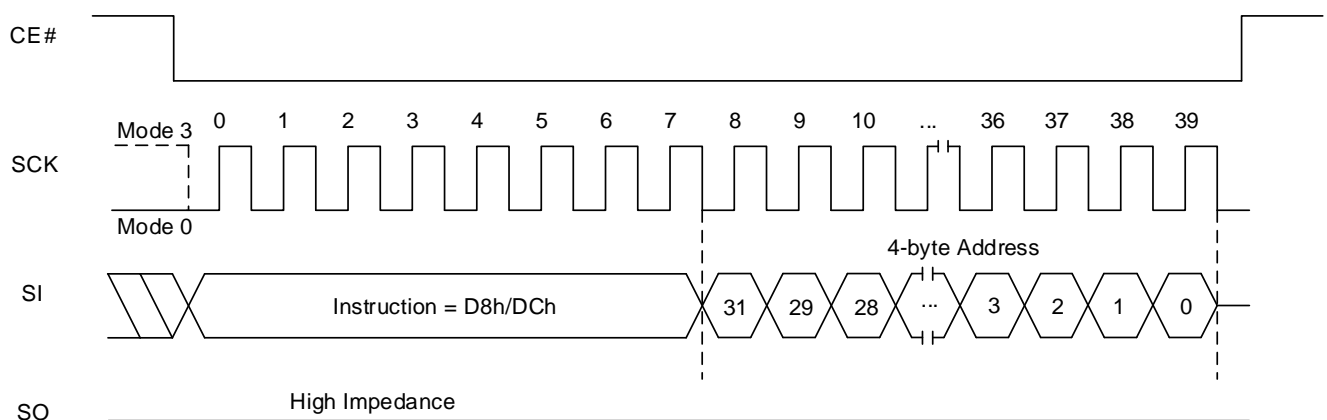 CE#
0 1 2 3 4 5 6 7 8 9 10 ... 36 37 38 39
Mode 3
SCK
Mode 0
4-byte Address
SI
Instruction = D8h/DCh 31 29 28 ... 3 2 1 0
High Impedance
SO